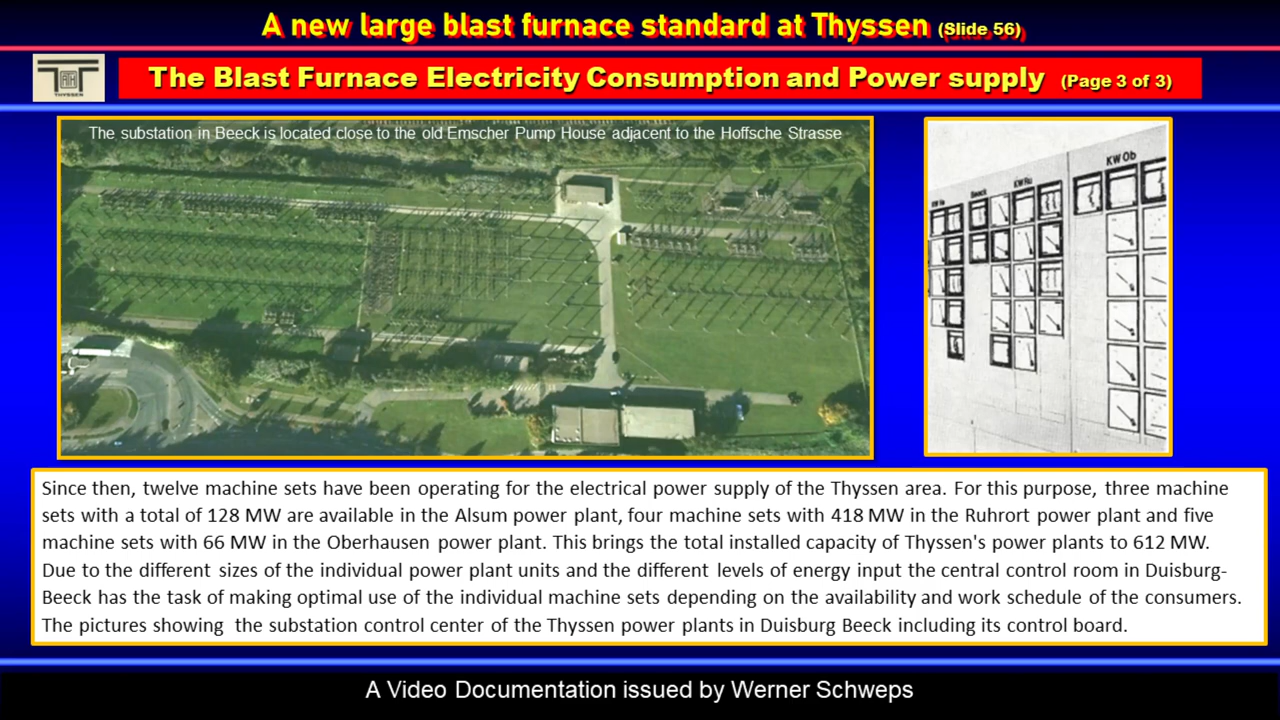 A new large blast furnace standard at Thyssen (Slide 56)
THYSSEN
The Blast Furnace Electricity Consumption and Power supply (Page 3 of 3)
The substation in Beeck is located close to the old Emscher Pump House adjacent to the Hoffsche Strasse
Beeck
KW Ru
KW Ob
Since then, twelve machine sets have been operating for the electrical power supply of the Thyssen area. For this purpose, three machine
sets with a total of 128 MW are available in the Alsum power plant, four machine sets with 418 MW in the Ruhrort power plant and five
machine sets with 66 MW in the Oberhausen power plant. This brings the total installed capacity of Thyssen's power plants to 612 MW.
Due to the different sizes of the individual power plant units and the different levels of energy input the central control room in Duisburg-
Beeck has the task of making optimal use of the individual machine sets depending on the availability and work schedule of the consumers.
The pictures showing the substation control center of the Thyssen power plants in Duisburg Beeck including its control board.
A Video Documentation issued by Werner Schweps